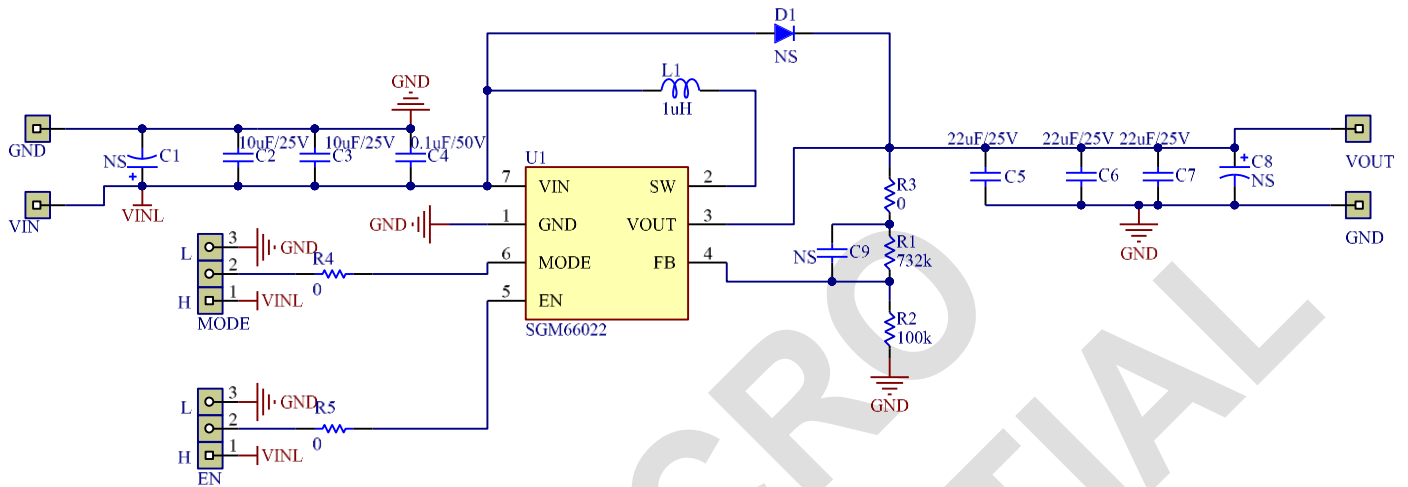 D1
NS
L1
1uH
GND
GND
NS
C1
10uF/25V
C2
10uF/25V
C3
0.1uF/50V
C4
VIN
VINL
U1
7
VIN
SW
2
GND
1
GND
VOUT
3
6
MODE
FB
4
5
EN
SGM66022
L
3
GND
2
R4
0
H
1
VINL
MODE
L
3
GND
2
R5
0
H
1
VINL
EN
R3
0
NS
C9
R1
732k
R2
100k
GND
22uF/25V
C5
22uF/25V
C6
22uF/25V
C7
+
C8
NS
+
VOUT
GND
GND
CRO
TIAL